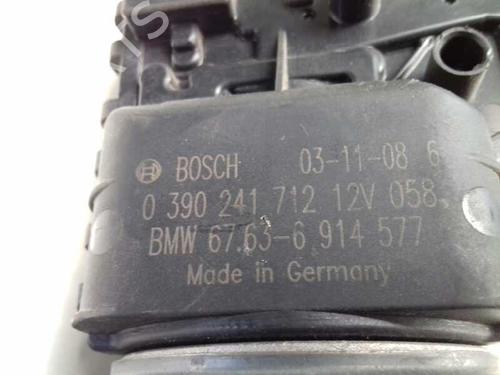 BOSCH 03-11-08 6
0 390 241 712 12V 058
BMW 67.63-6 914 577
Made in Germany